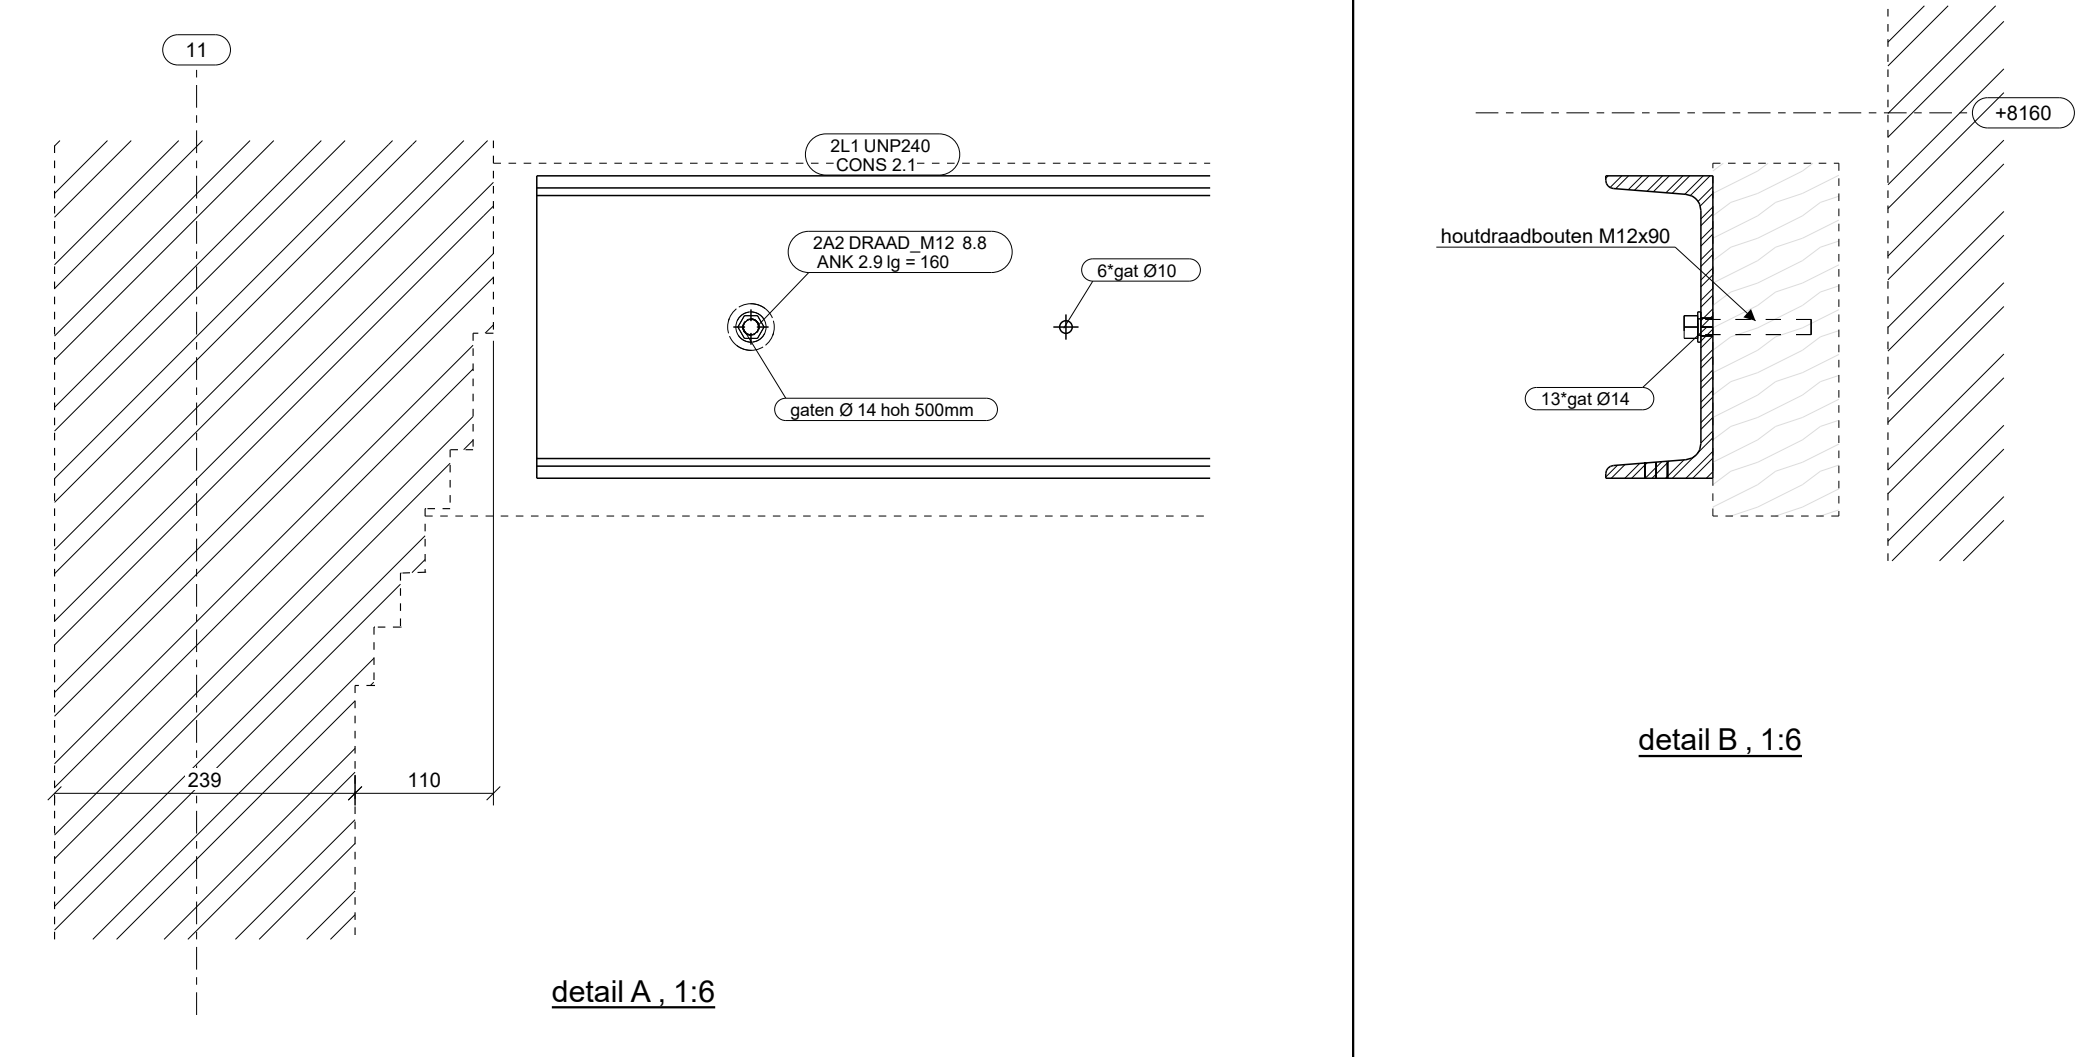 11
2L1 UNP240
CONS 2.1
2A2 DRAAD_M12 8.8
ANK 2.9 lg = 160
6*gat Ø10
gaten Ø 14 hoh 500mm
239
110
detail A , 1:6
+8160
houtdraadbouten M12x90
13*gat Ø14
detail B , 1:6